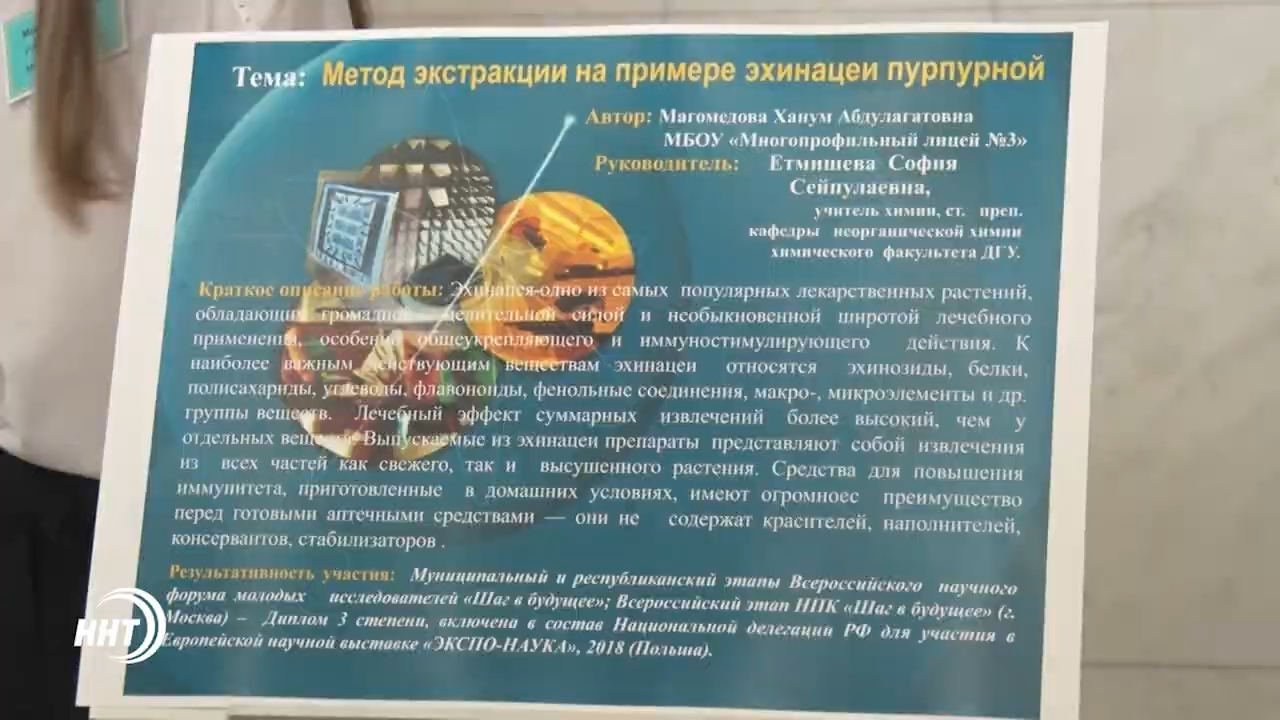 Тема: Метод экстракции на примере эхинацеи пурпурной
Автор: Магомедова Ханум Абдулагатовна
МБОУ «Многопрофильный лицей №3»
Руководитель: Етмишева София
Сейпулаевна,
учитель химии, ст. преп.
кафедры неорганической химии
химического факультета ДГУ.
Краткое описание работы: Эхинацея-одно из самых популярных лекарственных растений,
обладающих громадной целительной силой и необыкновенной широтой лечебного
применения, особенно общеукрепляющего и иммуностимулирующего действия. К
наиболее важным действующим веществам эхинацеи относятся эхинозиды, белки,
полисахариды, углеводы, флавоноиды, фенольные соединения, макро-, микроэлементы и др.
группы веществ. Лечебный эффект суммарных извлечений более высокий, чем у
отдельных веществ. Выпускаемые из эхинацеи препараты представляют собой извлечения
из всех частей как свежего, так и высушенного растения. Средства для повышения
иммунитета, приготовленные в домашних условиях, имеют огромноес преимущество
перед готовыми аптечными средствами — они не содержат красителей, наполнителей,
консервантов, стабилизаторов .
Результативность участия: Муниципальный и республиканский этапы Всероссийского научного
форума молодых исследователей «Шаг в будущее»; Всероссийский этап НПК «Шаг в будущее» (г.
Москва) – Диплом 3 степени, включена в состав Национальной делегации РФ для участия в
Европейской научной выставке «ЭКСПО-НАУКА», 2018 (Польша).
ННТ